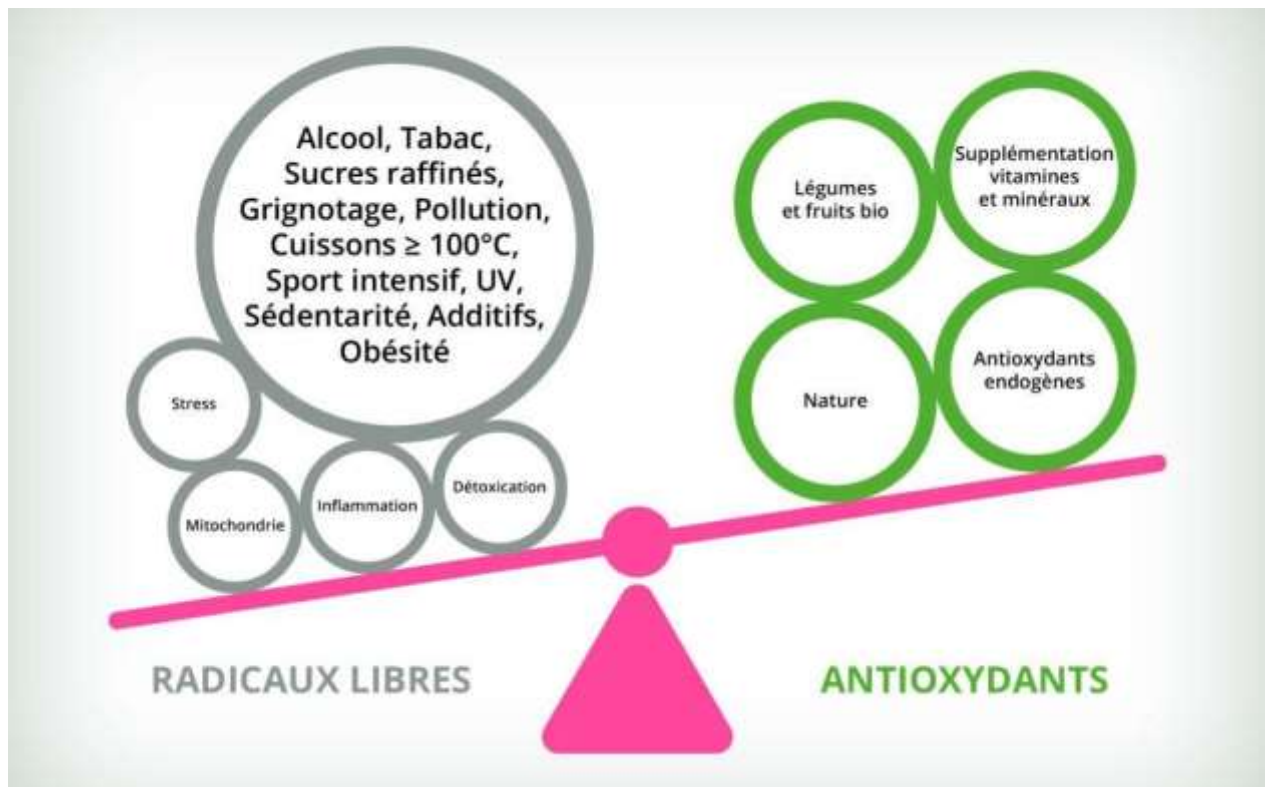 Alcool, Tabac,
Sucres raffinés,
Grignotage, Pollution,
Cuissons ≥ 100°C,
Sport intensif, UV,
Sédentarité, Additifs,
Obésité
Stress
Mitochondrie
Inflammation
Détoxication
Légumes
et fruits bio
Supplémentation
vitamines
et minéraux
Nature
Antioxydants
endogènes
RADICAUX LIBRES
ANTIOXYDANTS